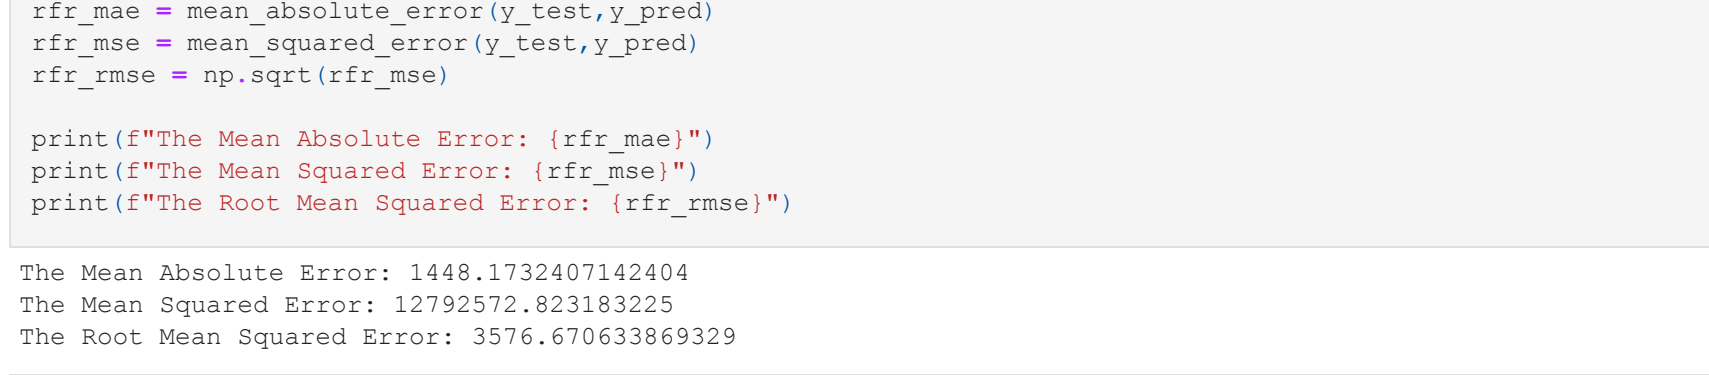 rfr_mae = mean_absolute_error(y_test,y_pred)
rfr_mse = mean_squared_error(y_test,y_pred)
rfr_rmse = np.sqrt(rfr_mse)
print(f"The Mean Absolute Error: {rfr_mae}")
print(f"The Mean Squared Error: {rfr_mse}")
print(f"The Root Mean Squared Error: {rfr_rmse}")
The Mean Absolute Error: 1448.1732407142404
The Mean Squared Error: 12792572.823183225
The Root Mean Squared Error: 3576.670633869329